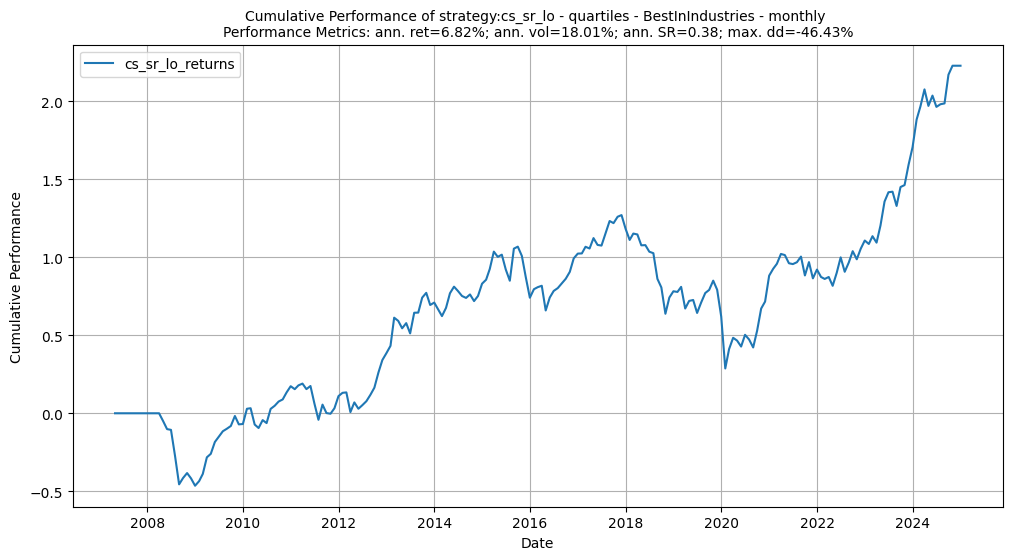 Cumulative Performance of strategy:cs_sr_lo - quartiles - BestInIndustries - monthly
Performance Metrics: ann. ret=6.82%; ann. vol=18.01%; ann. SR=0.38; max. dd=-46.43%
cs_sr_lo_returns
Cumulative Performance
2.0
1.5
1.0
0.5
0.0
−0.5
2008 2010 2012 2014 2016 2018 2020 2022 2024
Date